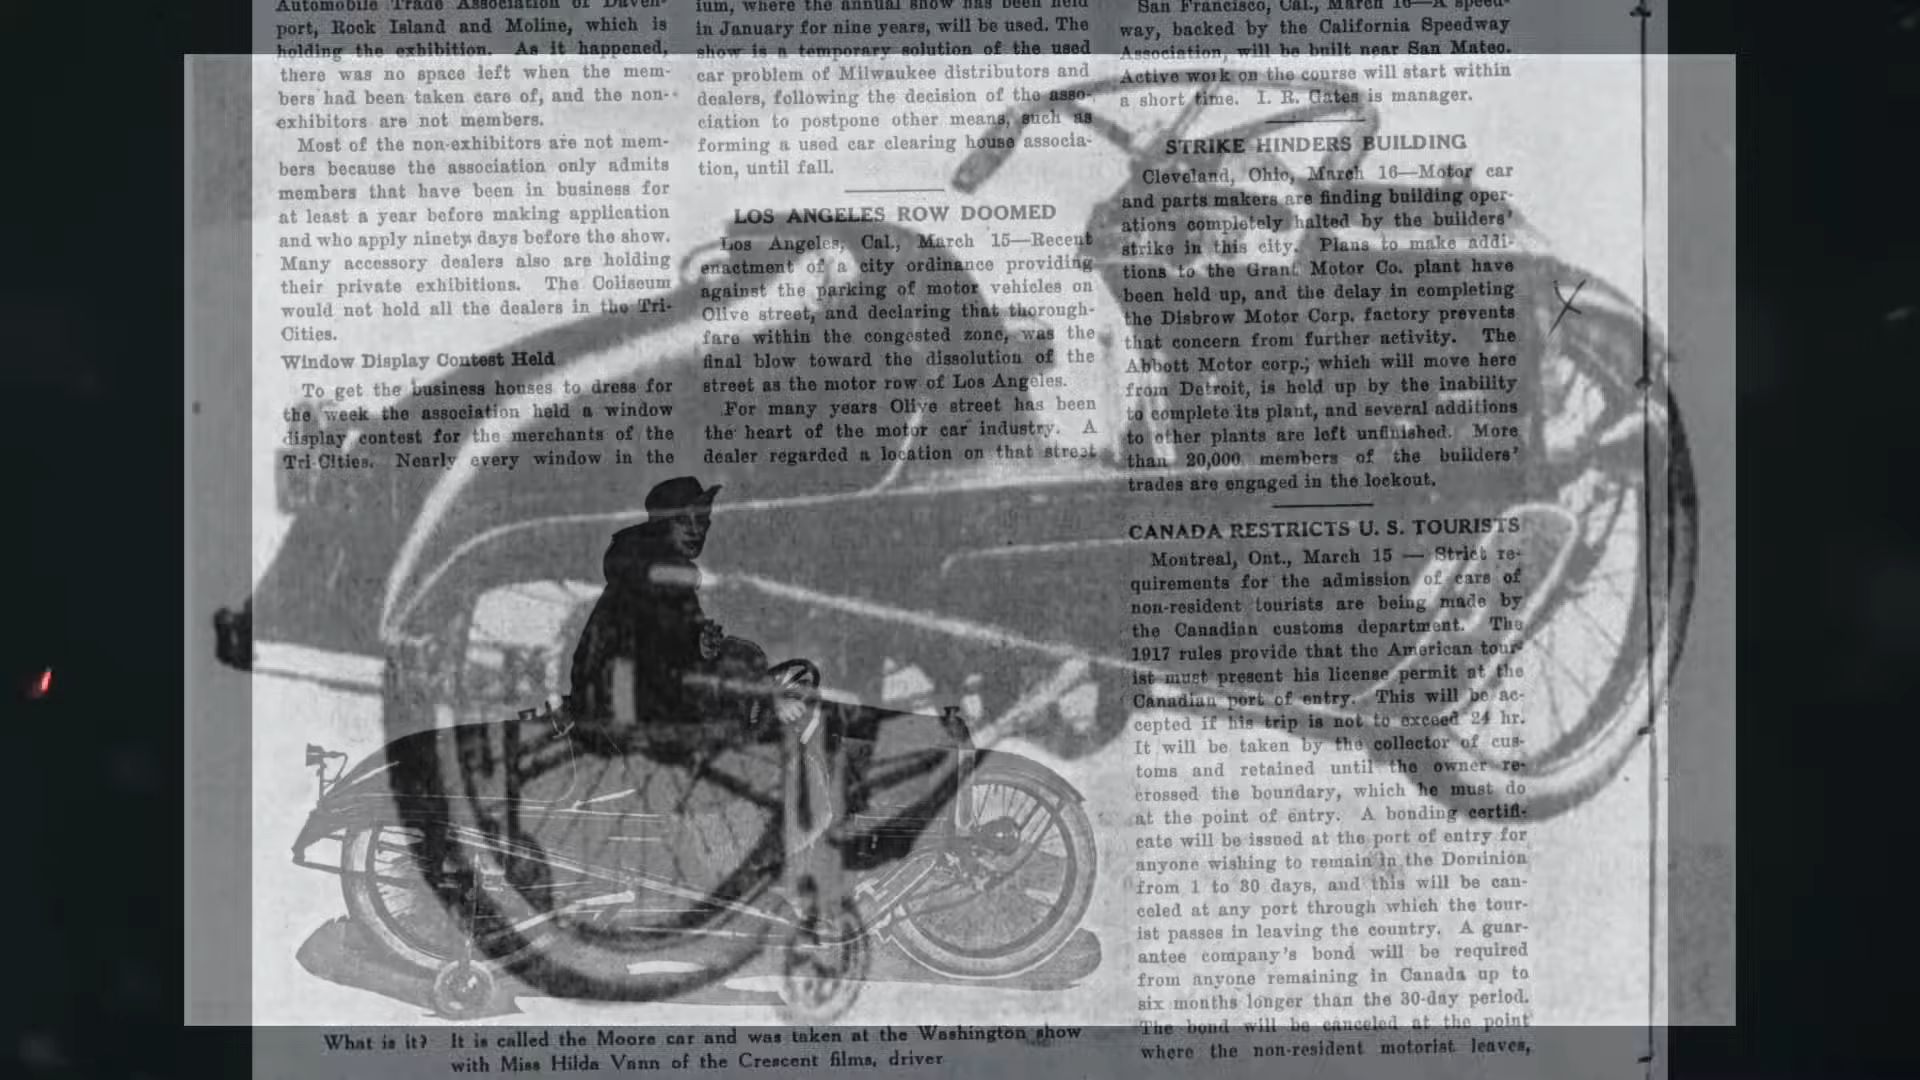 Automobile Trade Association of Daven-
port, Rock Island and Moline, which is
holding the exhibition. As it happened,
there was no space left when the mem-
bers had been taken care of, and the non-
exhibitors are not members.
Most of the non-exhibitors are not mem-
bers because the association only admits
members that have been in business for
at least a year before making application
and who apply ninety days before the show.
Many accessory dealers also are holding
their private exhibitions. The Coliseum
would not hold all the dealers in the Tri-
Cities.
Window Display Contest Held
To get the business houses to dress for
the week the association held a window
display contest for the merchants of the
Tri-Cities. Nearly every window in the
ium, where the annual show has been held
in January for nine years, will be used. The
show is a temporary solution of the used
car problem of Milwaukee distributors and
dealers, following the decision of the asso-
ciation to postpone other means, such as
forming a used car clearing house associa-
tion, until fall.
LOS ANGELES ROW DOOMED
Los Angeles, Cal., March 15—Recent
enactment of a city ordinance providing
against the parking of motor vehicles on
Olive street, and declaring that thorough-
fare within the congested zone, was the
final blow toward the dissolution of the
street as the motor row of Los Angeles.
For many years Olive street has been
the heart of the motor car industry. A
dealer regarded a location on that street
What is it? It is called the Moore car and was taken at the Washington show
with Miss Hilda Vann of the Crescent films, driver
San Francisco, Cal., March 16—A speed-
way, backed by the California Speedway
Association, will be built near San Mateo.
Active work on the course will start within
a short time. I. R. Gates is manager.
STRIKE HINDERS BUILDING
Cleveland, Ohio, March 16—Motor car
and parts makers are finding building oper-
ations completely halted by the builders'
strike in this city. Plans to make addi-
tions to the Grant Motor Co. plant have
been held up, and the delay in completing
the Disbrow Motor Corp. factory prevents
that concern from further activity. The
Abbott Motor corp., which will move here
from Detroit, is held up by the inability
to complete its plant, and several additions
to other plants are left unfinished. More
than 20,000 members of the builders'
trades are engaged in the lockout.
CANADA RESTRICTS U. S. TOURISTS
Montreal, Ont., March 15 — Strict re-
quirements for the admission of cars of
non-resident tourists are being made by
the Canadian customs department. The
1917 rules provide that the American tour-
ist must present his license permit at the
Canadian port of entry. This will be ac-
cepted if his trip is not to exceed 24 hr.
It will be taken by the collector of cus-
toms and retained until the owner re-
crossed the boundary, which he must do
at the point of entry. A bonding certifi-
cate will be issued at the port of entry for
anyone wishing to remain in the Dominion
from 1 to 30 days, and this will be can-
celed at any port through which the tour-
ist passes in leaving the country. A guar-
antee company's bond will be required
from anyone remaining in Canada up to
six months longer than the 30-day period.
The bond will be canceled at the point
where the non-resident motorist leaves,